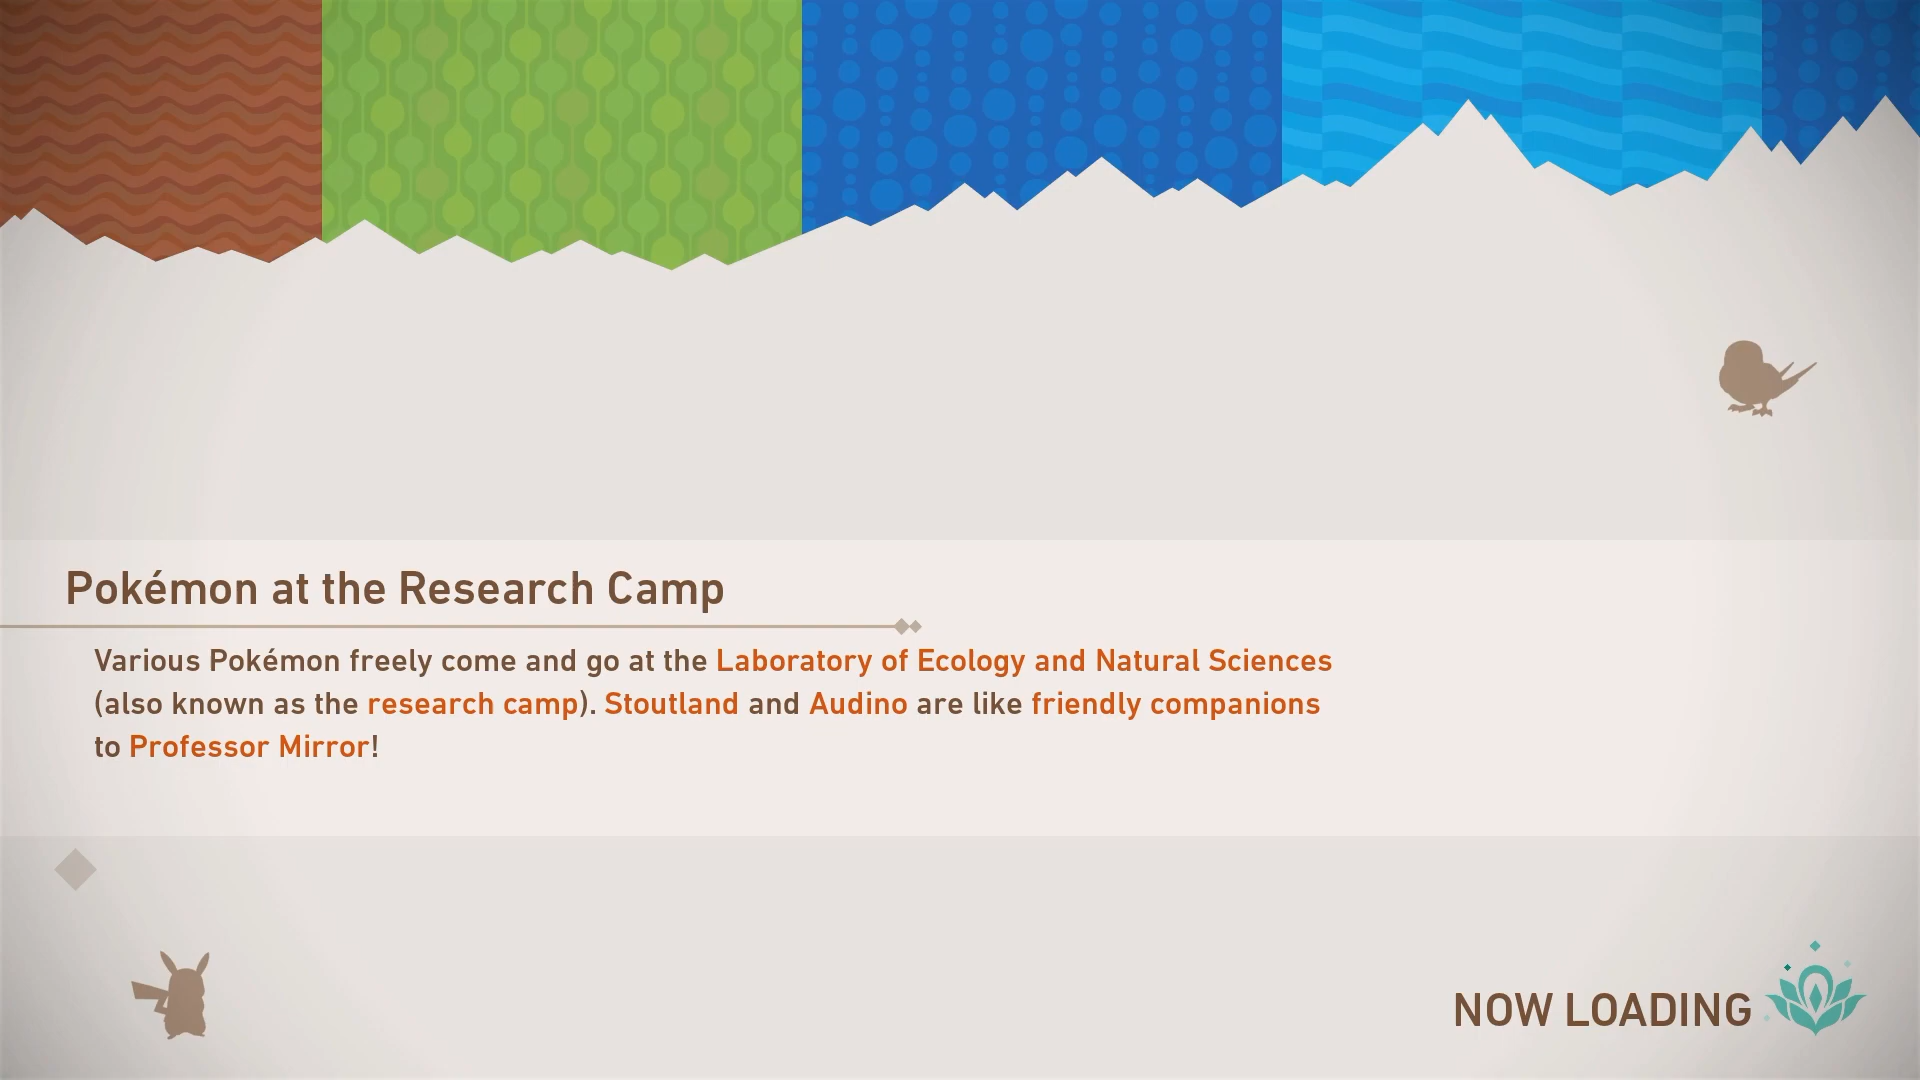 Pokémon at the Research Camp
Various Pokémon freely come and go at the Laboratory of Ecology and Natural Sciences
(also known as the research camp). Stoutland and Audino are like friendly companions
to Professor Mirror!
NOW LOADING